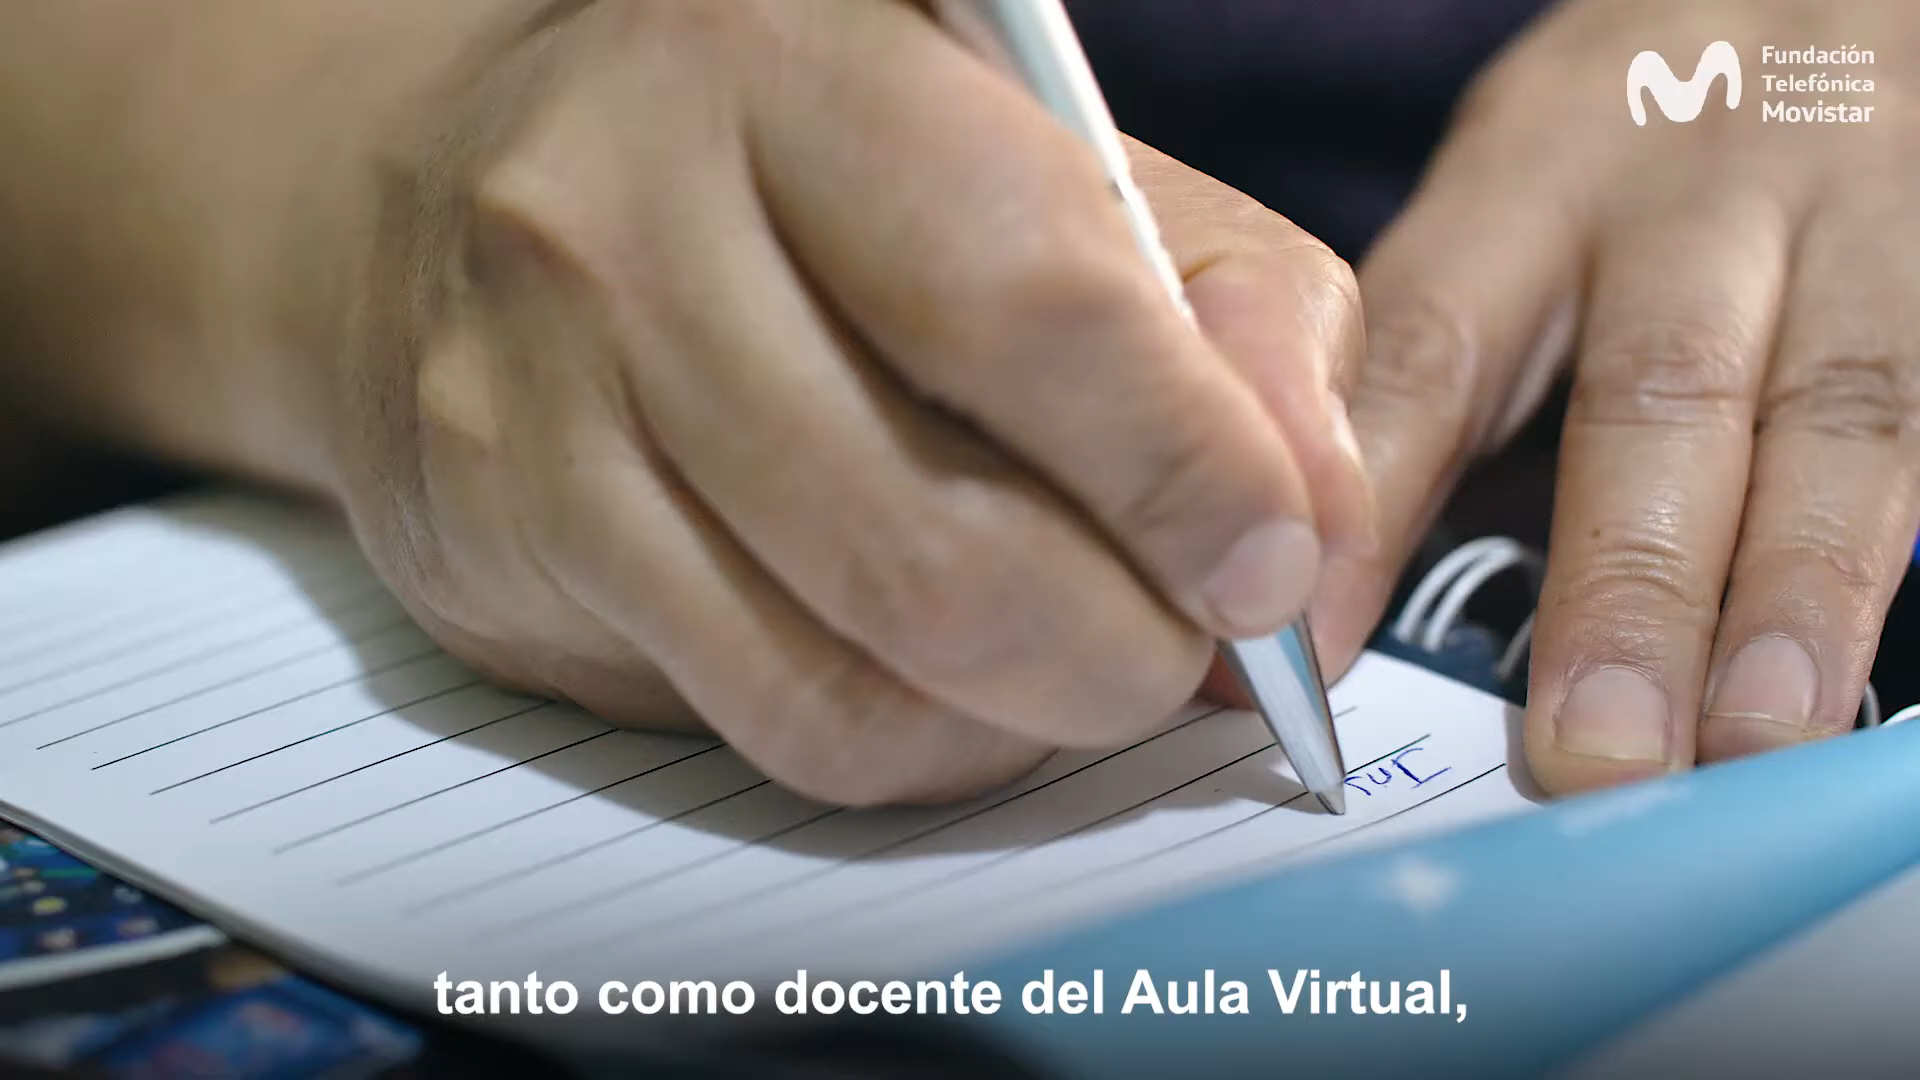 Fundación
Telefónica
Movistar
tanto como docente del Aula Virtual,